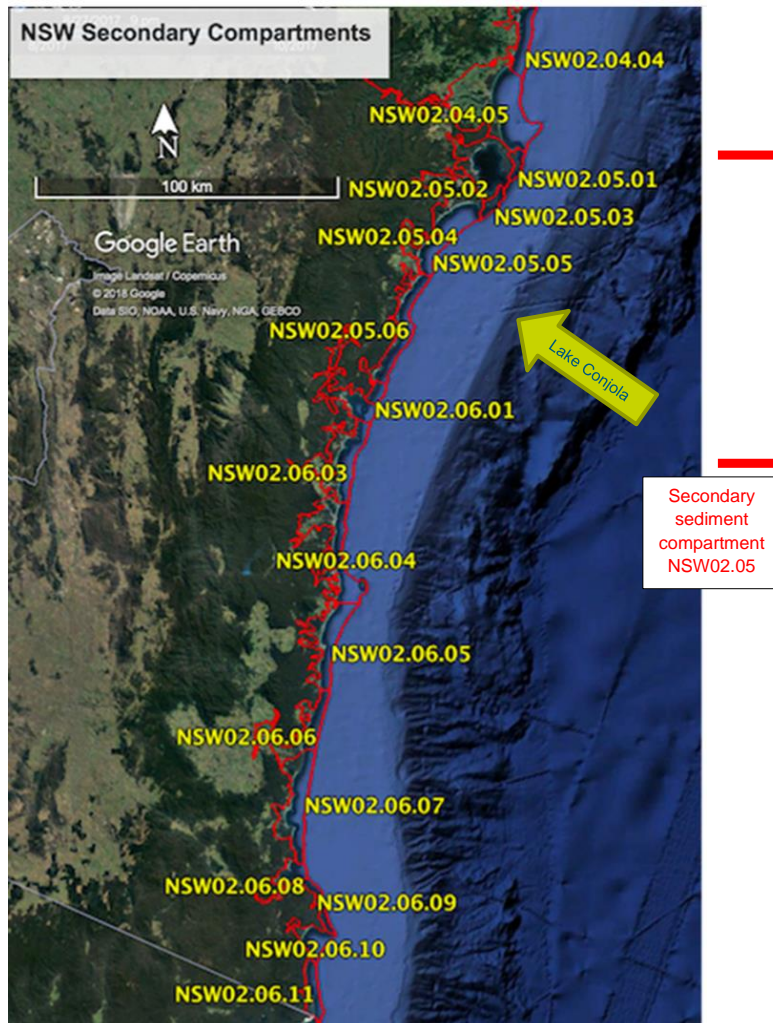 NSW Secondary Compartments
NSW02.04.04
NSW02.04.05
N
100 km
NSW02.05.02
NSW02.05.01
NSW02.05.03
Google Earth
NSW02.05.04
NSW02.05.05
Image Landsat / Copernicus
© 2018 Google
Data SIO, NOAA, U.S. Navy, NGA, GEBCO
NSW02.05.06
Lake Conjola
NSW02.06.01
NSW02.06.03
Secondary
sediment
compartment
NSW02.05
NSW02.06.04
NSW02.06.05
NSW02.06.06
NSW02.06.07
NSW02.06.08
NSW02.06.09
NSW02.06.10
NSW02.06.11